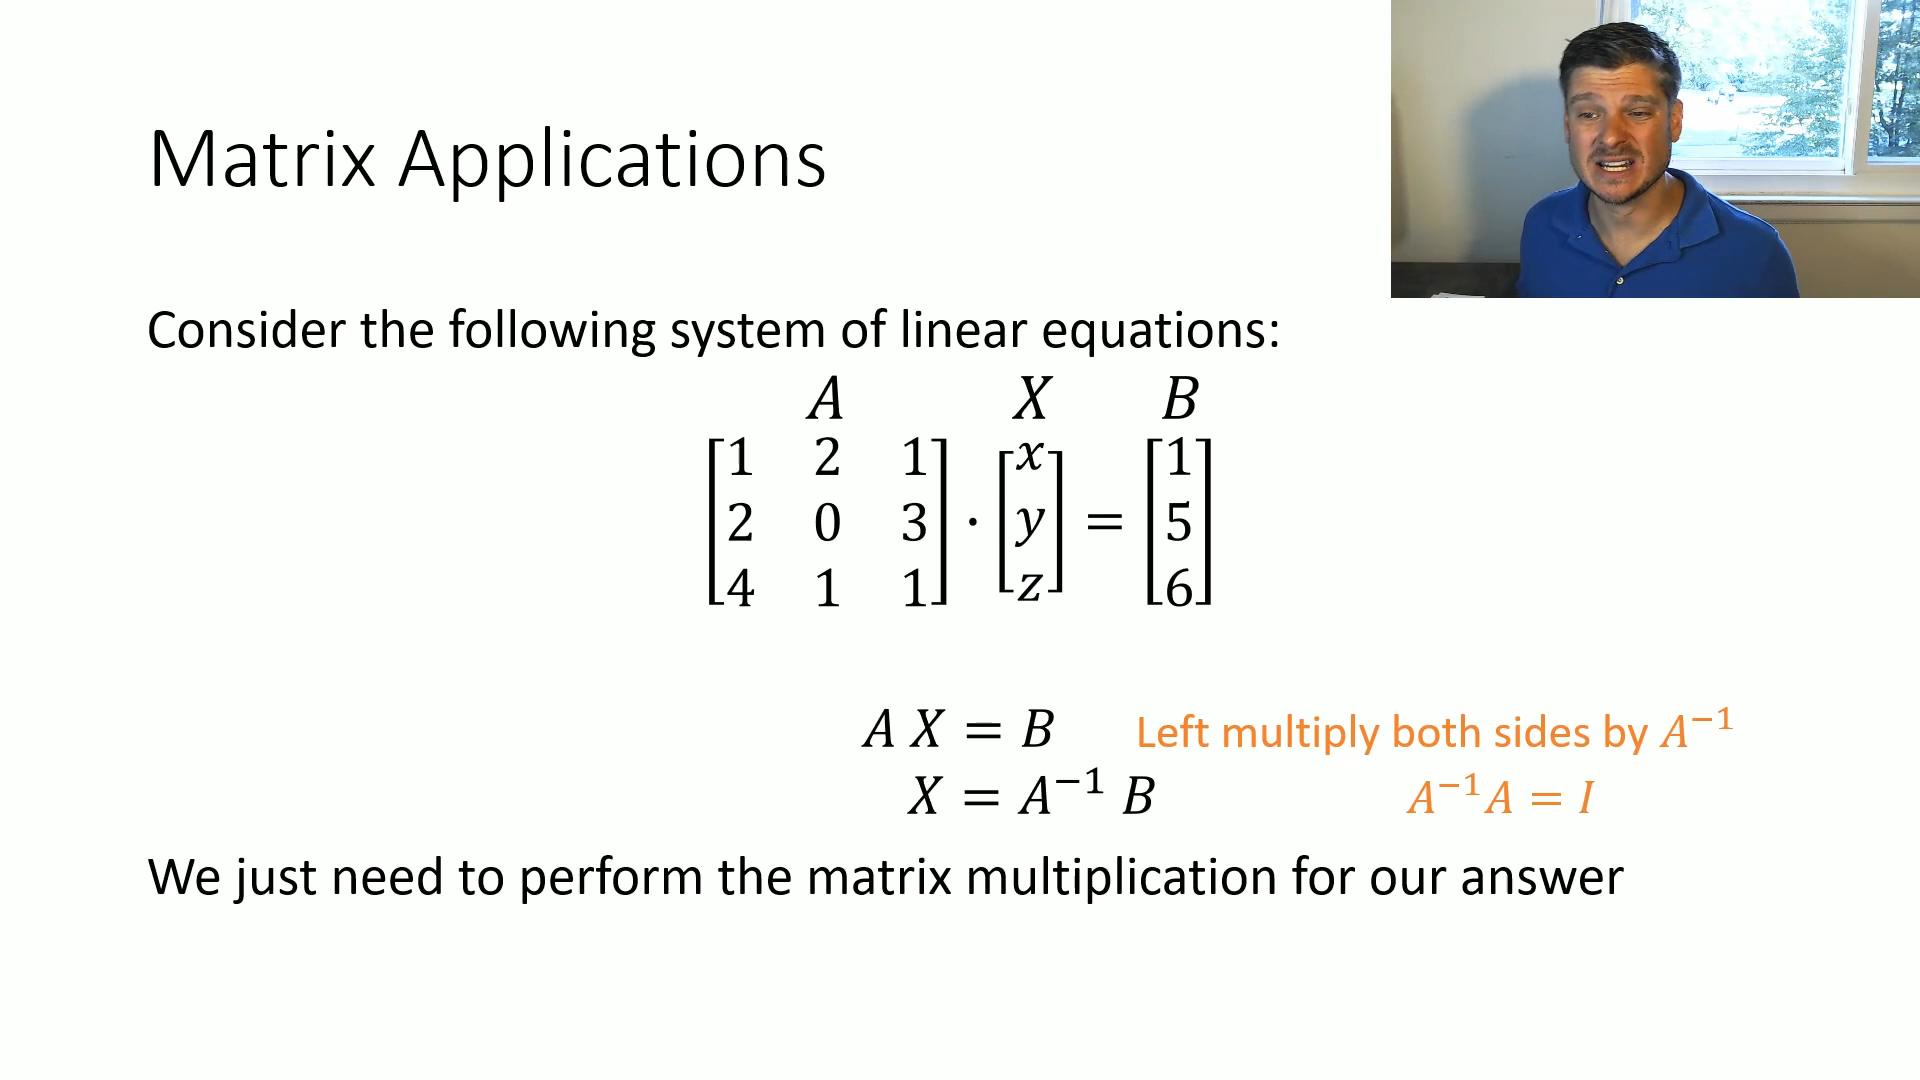 Matrix Applications
Consider the following system of linear equations:
A X B
[1 2 1] [x] [1]
[2 0 3] · [y] = [5]
[4 1 1] [z] [6]
A X = B Left multiply both sides by A⁻¹
X = A⁻¹ B A⁻¹A = I
We just need to perform the matrix multiplication for our answer